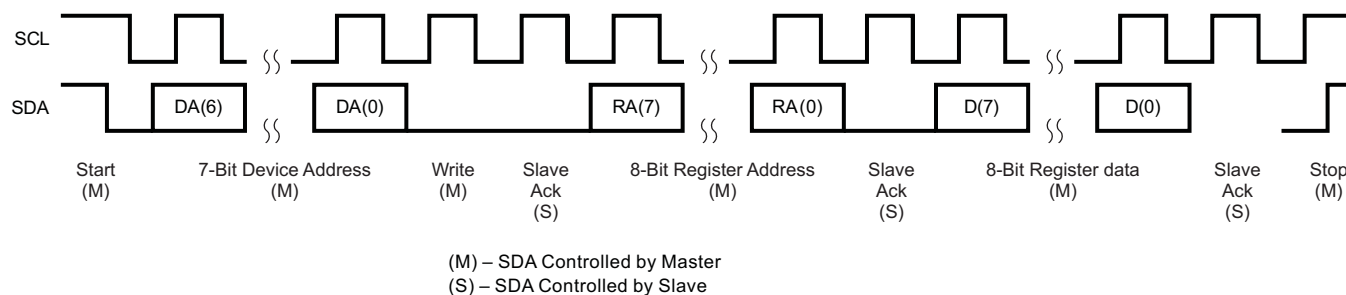 SCL
SDA
DA(6)
DA(0)
RA(7)
RA(0)
D(7)
D(0)
Start
(M)
7-Bit Device Address
(M)
Write
(M)
Slave
Ack
(S)
8-Bit Register Address
(M)
Slave
Ack
(S)
8-Bit Register data
(M)
Slave
Ack
(S)
Stop
(M)
(M) – SDA Controlled by Master
(S) – SDA Controlled by Slave